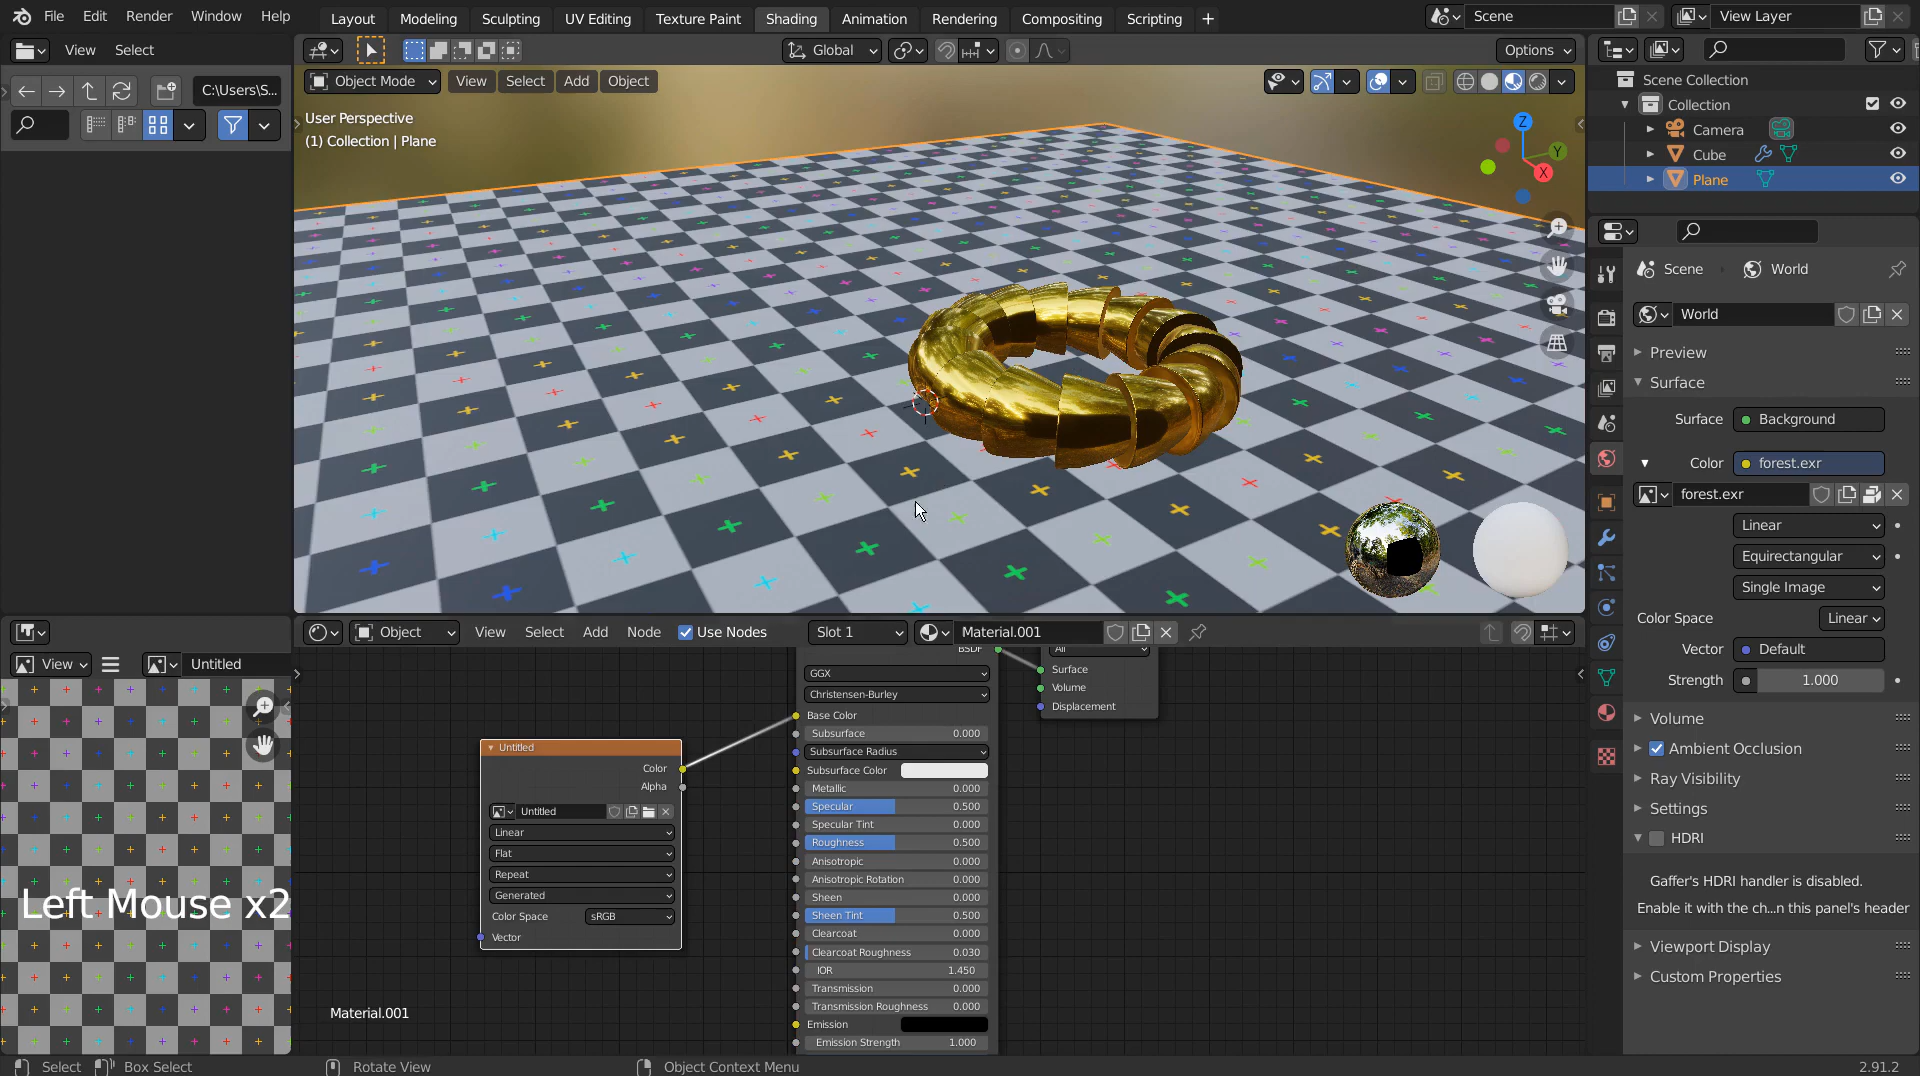 File Edit Render Window Help
Layout Modeling Sculpting UV Editing Texture Paint Shading Animation Rendering Compositing Scripting +
Scene
View Layer
View Select
Global
Options
C:\Users\S...
Object Mode
View Select Add Object
User Perspective
(1) Collection | Plane
Z
Y
X
Scene Collection
Collection
Camera
Cube
Plane
Scene
World
World
Preview
Surface
Surface Background
Color forest.exr
forest.exr
Linear
Equirectangular
Single Image
Color Space Linear
Vector Default
Strength 1.000
Volume
Ambient Occlusion
Ray Visibility
Settings
HDRI
Gaffer's HDRI handler is disabled.
Enable it with the ch...n this panel's header
Viewport Display
Custom Properties
Object
View Select Add Node
Use Nodes
Slot 1
Material.001
View
Untitled
Left Mouse x2
Untitled
Color
Alpha
Untitled
Linear
Flat
Repeat
Generated
Color Space sRGB
Vector
BSDF
GGX
Christensen-Burley
Base Color
Subsurface 0.000
Subsurface Radius
Subsurface Color
Metallic 0.000
Specular 0.500
Specular Tint 0.000
Roughness 0.500
Anisotropic 0.000
Anisotropic Rotation 0.000
Sheen 0.000
Sheen Tint 0.500
Clearcoat 0.000
Clearcoat Roughness 0.030
IOR 1.450
Transmission 0.000
Transmission Roughness 0.000
Emission
Emission Strength 1.000
All
Surface
Volume
Displacement
Material.001
Select
Box Select
Rotate View
Object Context Menu
2.91.2